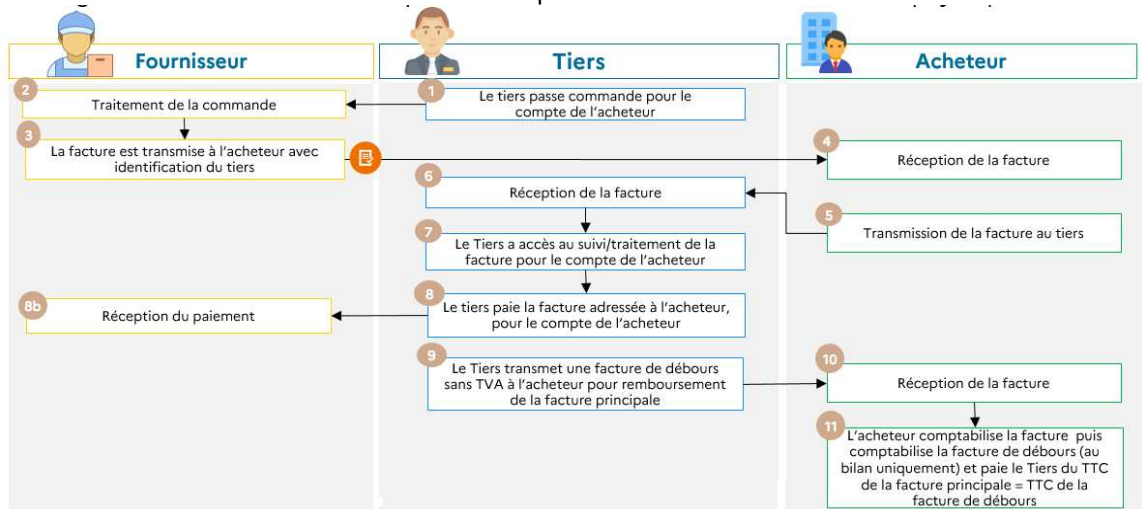 Fournisseur
Tiers
Acheteur
2
Traitement de la commande
1
Le tiers passe commande pour le
compte de l'acheteur
3
La facture est transmise à l'acheteur avec
identification du tiers
4
Réception de la facture
6
Réception de la facture
5
Transmission de la facture au tiers
7
Le Tiers a accès au suivi/traitement de la
facture pour le compte de l'acheteur
8b
Réception du paiement
8
Le tiers paie la facture adressée à l'acheteur,
pour le compte de l'acheteur
9
Le Tiers transmet une facture de débours
sans TVA à l'acheteur pour remboursement
de la facture principale
10
Réception de la facture
11
L'acheteur comptabilise la facture puis
comptabilise la facture de débours (au
bilan uniquement) et paie le Tiers du TTC
de la facture principale = TTC de la
facture de débours